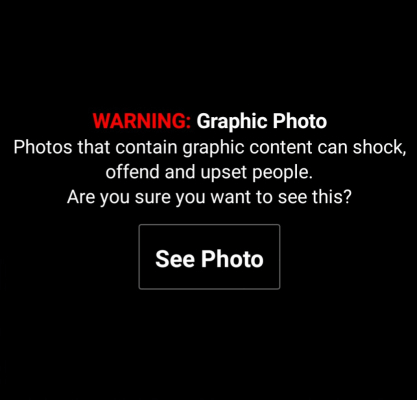 WARNING: Graphic Photo
Photos that contain graphic content can shock,
offend and upset people.
Are you sure you want to see this?
See Photo